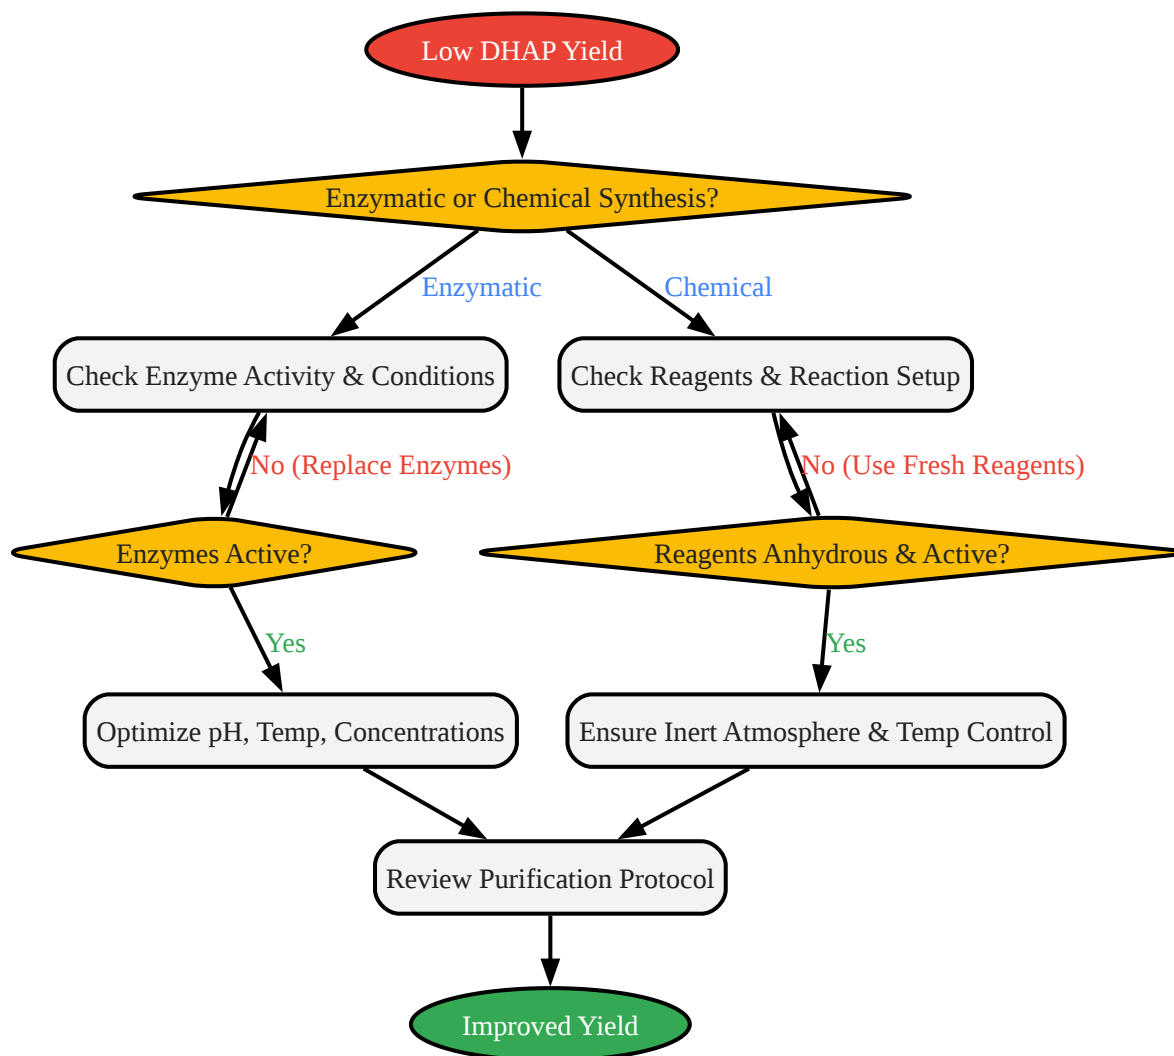 Low DHAP Yield
Enzymatic or Chemical Synthesis?
Enzymatic
Chemical
Check Enzyme Activity & Conditions
Check Reagents & Reaction Setup
No (Replace Enzymes)
No (Use Fresh Reagents)
Enzymes Active?
Reagents Anhydrous & Active?
Yes
Yes
Optimize pH, Temp, Concentrations
Ensure Inert Atmosphere & Temp Control
Review Purification Protocol
Improved Yield